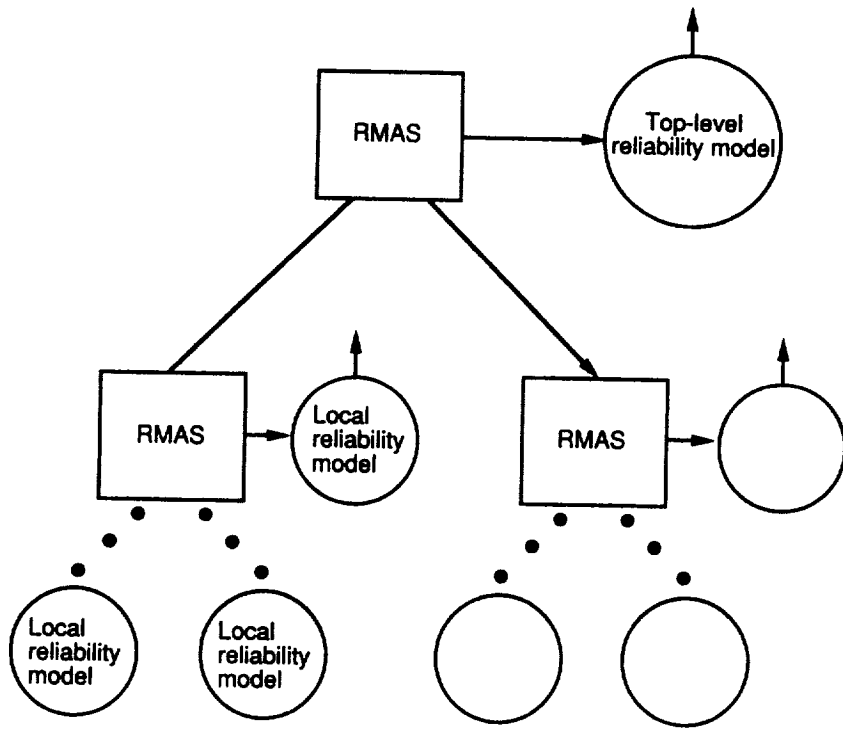 RMAS
Top-level
reliability model
RMAS
Local
reliability
model
RMAS
Local
reliability
model
Local
reliability
model